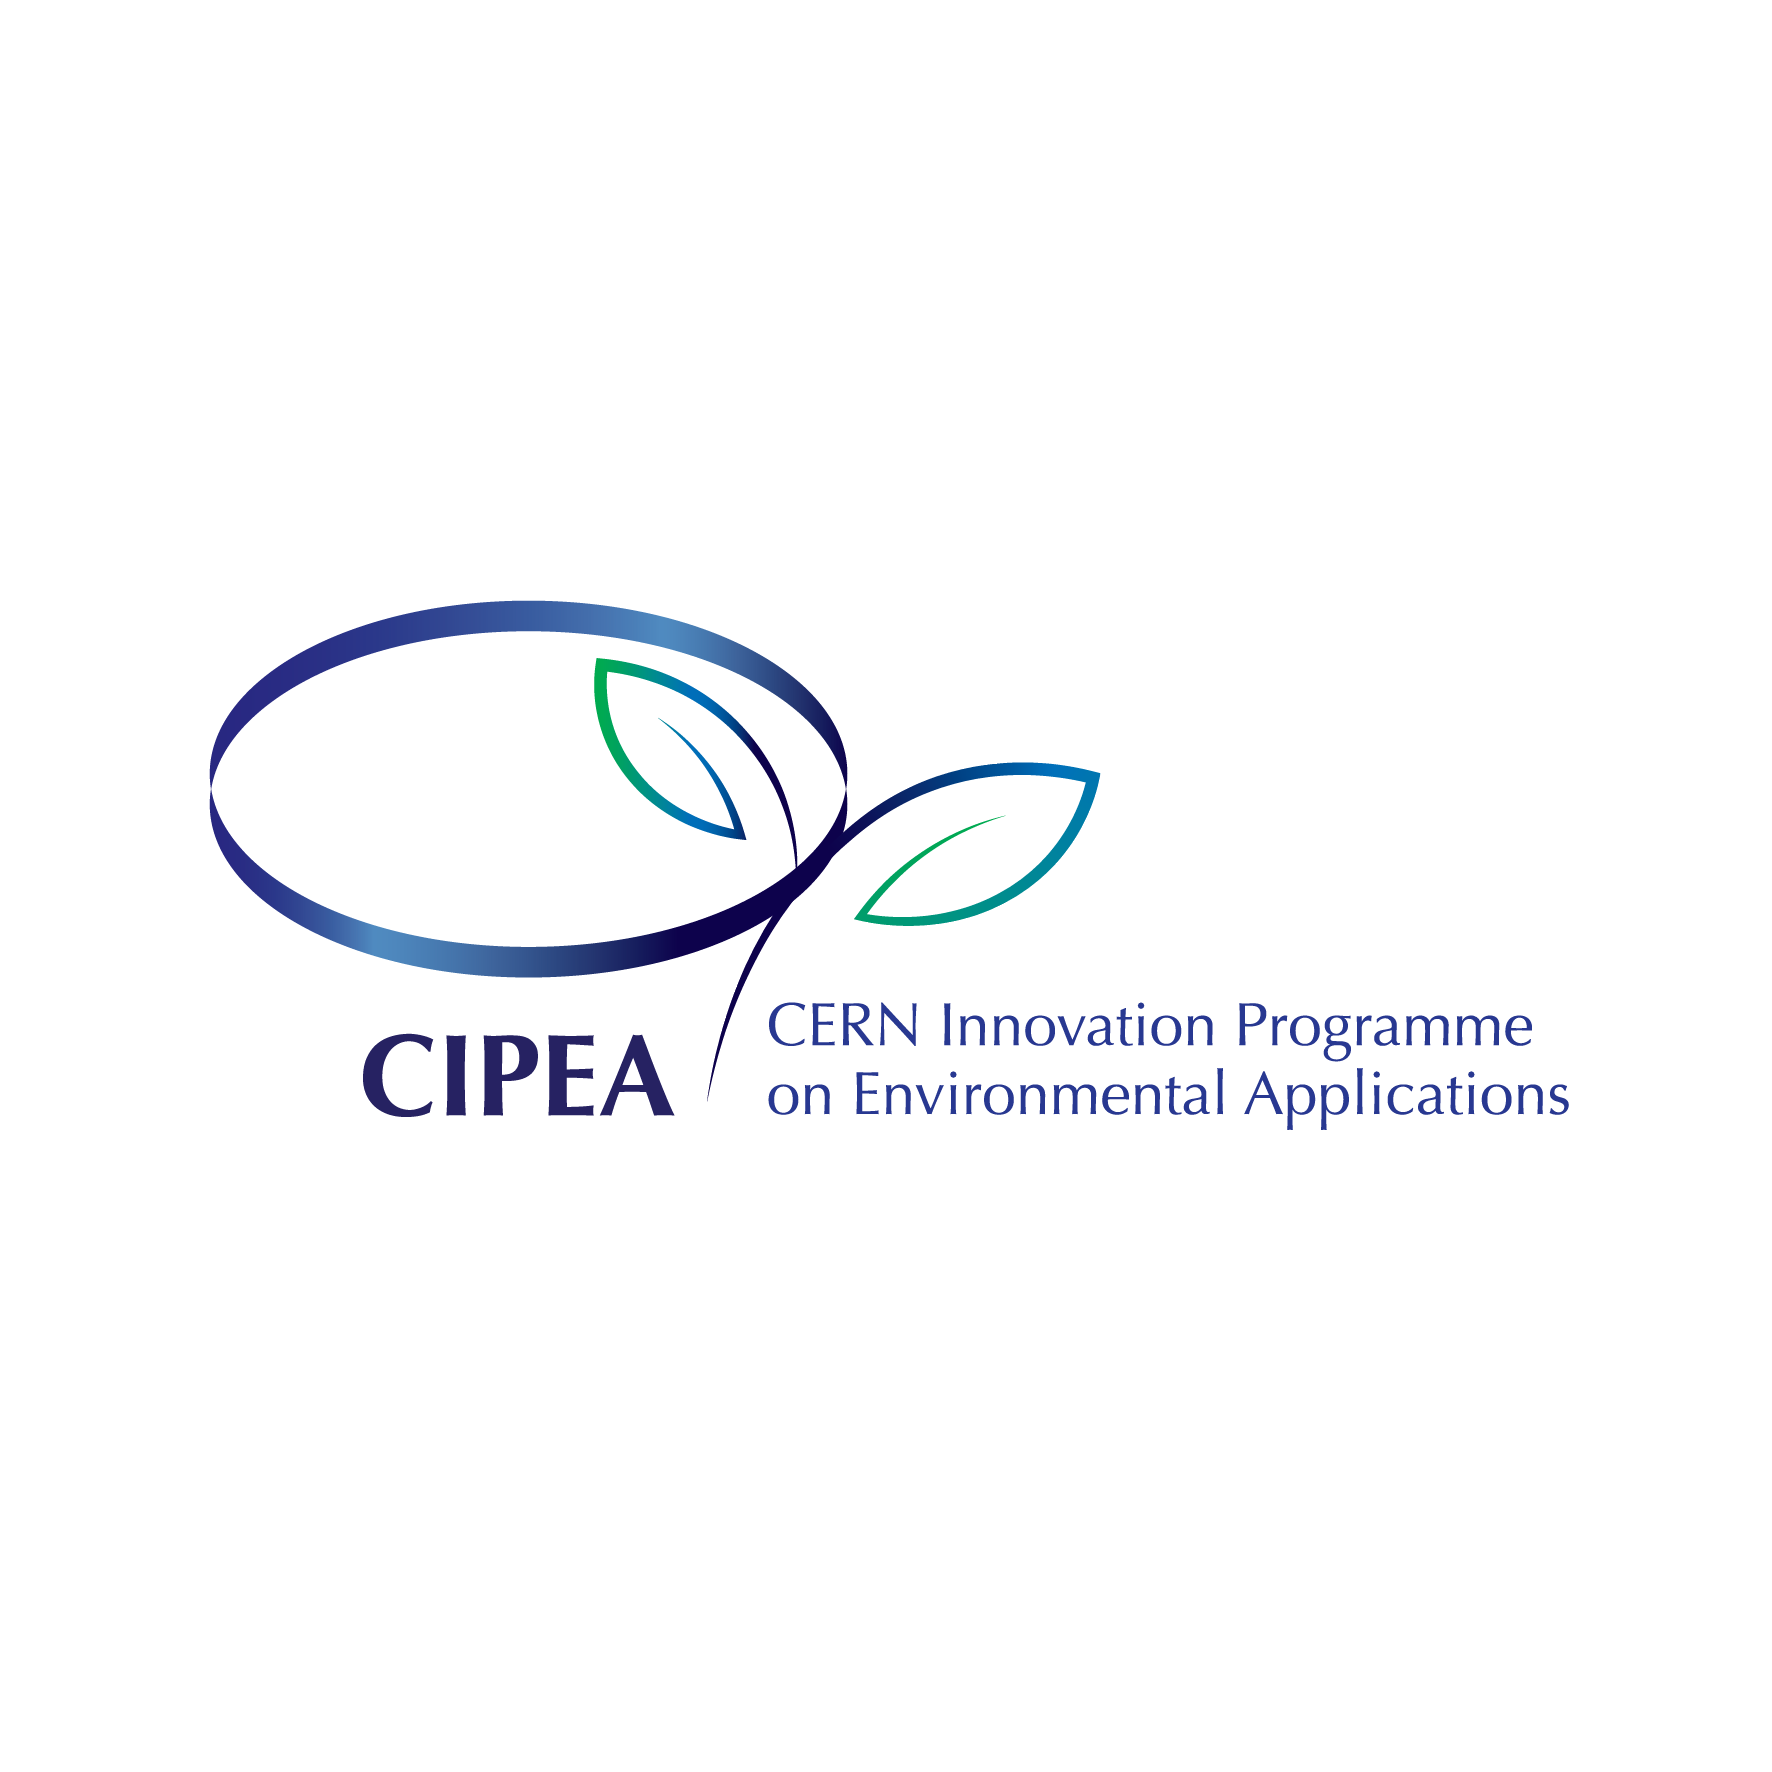 CIPEA
CERN Innovation Programme
on Environmental Applications